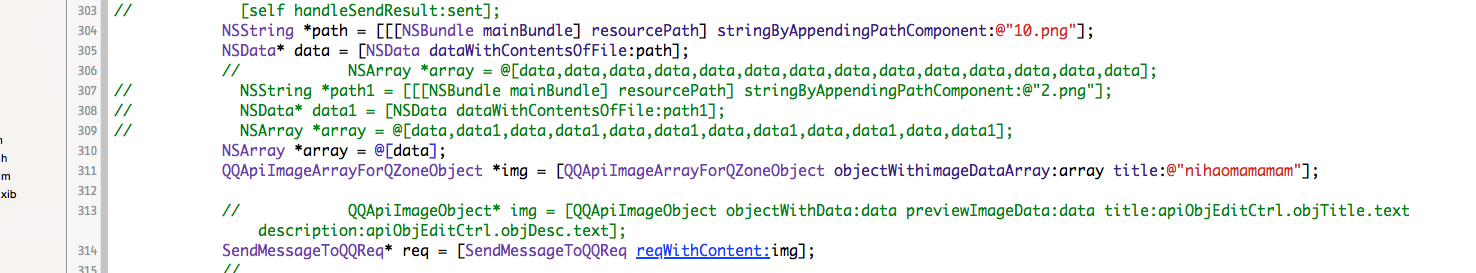 303 // [self handleSendResult:sent];
304 NSString *path = [[[NSBundle mainBundle] resourcePath] stringByAppendingPathComponent:@"10.png"];
305 NSData* data = [NSData dataWithContentsOfFile:path];
306 // NSArray *array = @[data,data,data,data,data,data,data,data,data,data,data,data,data,data];
307 // NSString *path1 = [[[NSBundle mainBundle] resourcePath] stringByAppendingPathComponent:@"2.png"];
308 // NSData* data1 = [NSData dataWithContentsOfFile:path1];
309 // NSArray *array = @[data,data1,data,data1,data,data1,data,data1,data,data1,data,data1];
310 NSArray *array = @[data];
h 311 QQApiImageArrayForQZoneObject *img = [QQApiImageArrayForQZoneObject objectWithimageDataArray:array title:@"nihaomamamam"];
m
xib 312
313 // QQApiImageObject* img = [QQApiImageObject objectWithData:data previewImageData:data title:apiObjEditCtrl.objTitle.text
description:apiObjEditCtrl.objDesc.text];
314 SendMessageToQQReq* req = [SendMessageToQQReq reqWithContent:img];
315 //